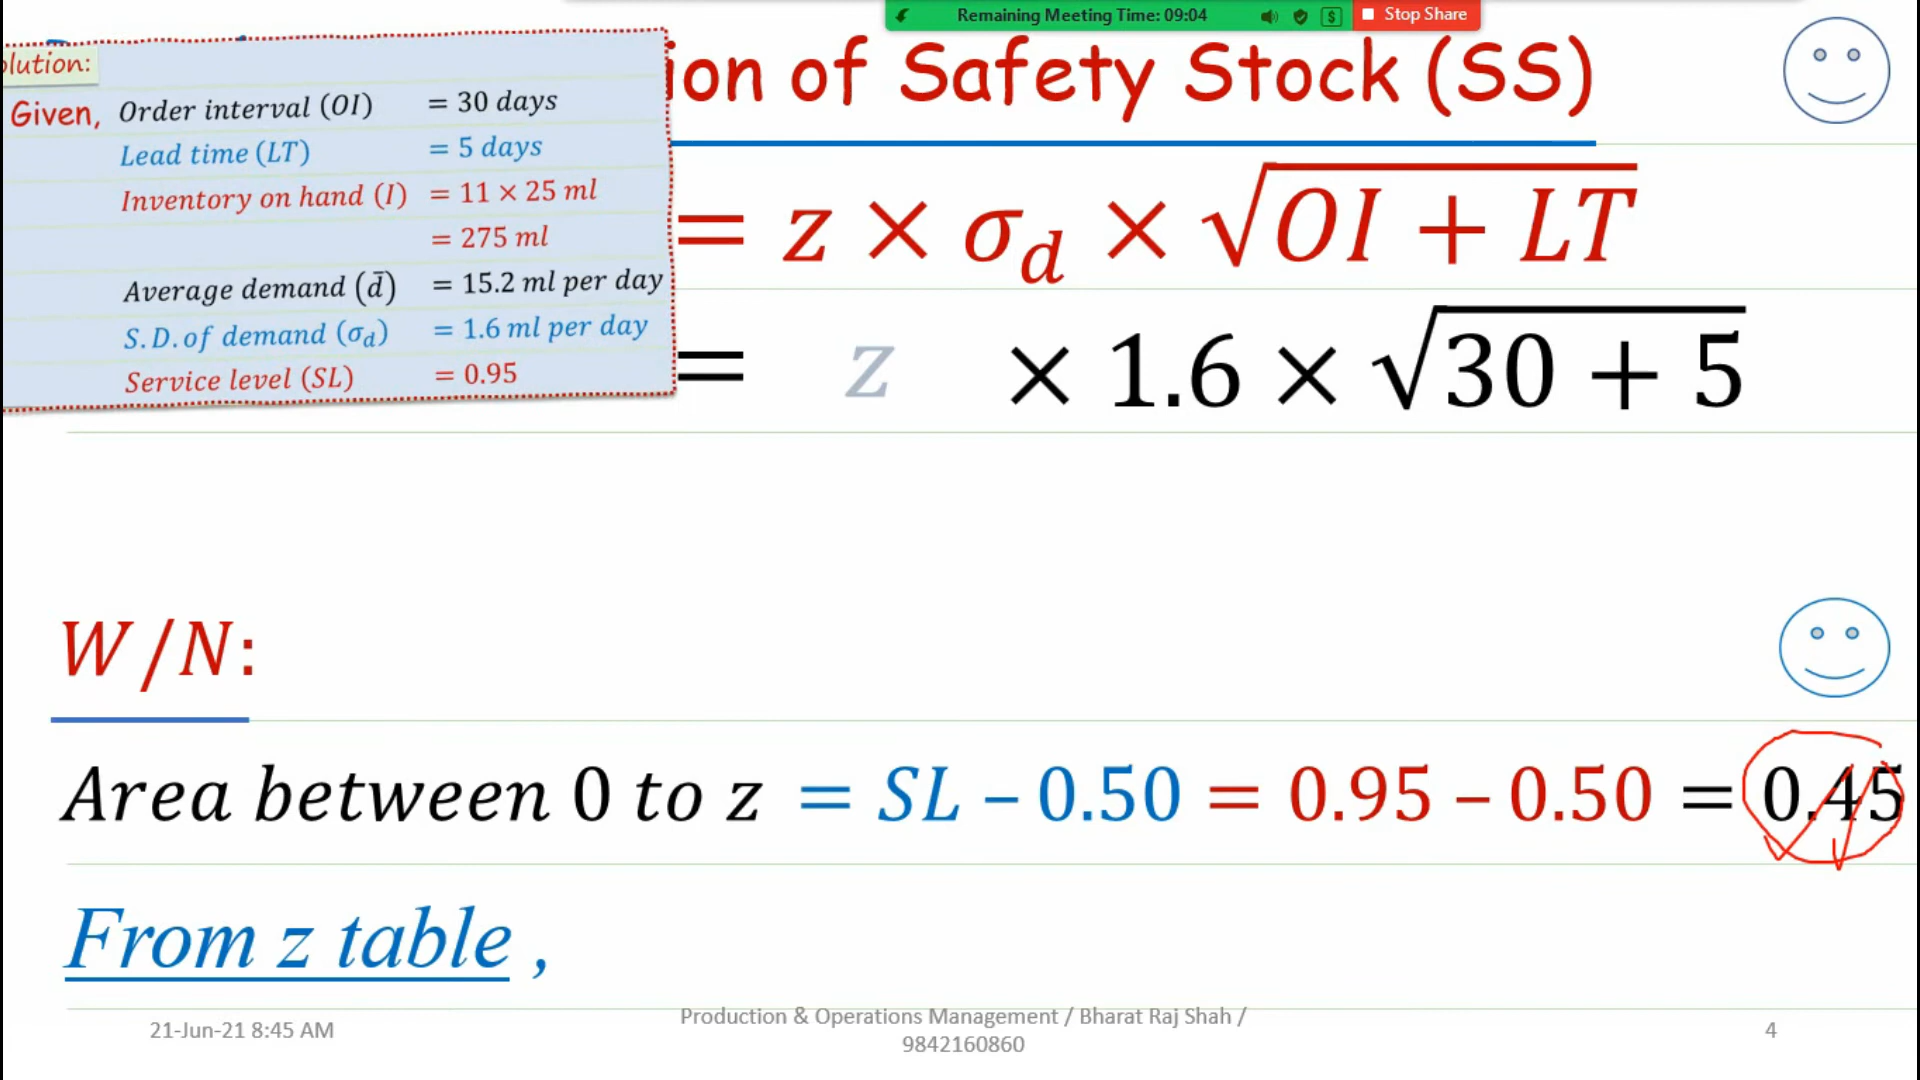 Remaining Meeting Time: 09:04 Stop Share
ion of Safety Stock (SS)
olution:
Given, Order interval (OI) = 30 days
Lead time (LT) = 5 days
Inventory on hand (I) = 11 × 25 ml
= 275 ml
Average demand (d̄) = 15.2 ml per day
S.D. of demand (σd) = 1.6 ml per day
Service level (SL) = 0.95
= z × σd × √OI + LT
= z × 1.6 × √30 + 5
W/N:
Area between 0 to z = SL – 0.50 = 0.95 – 0.50 = 0.45
From z table ,
21-Jun-21 8:45 AM
Production & Operations Management / Bharat Raj Shah /
9842160860
4